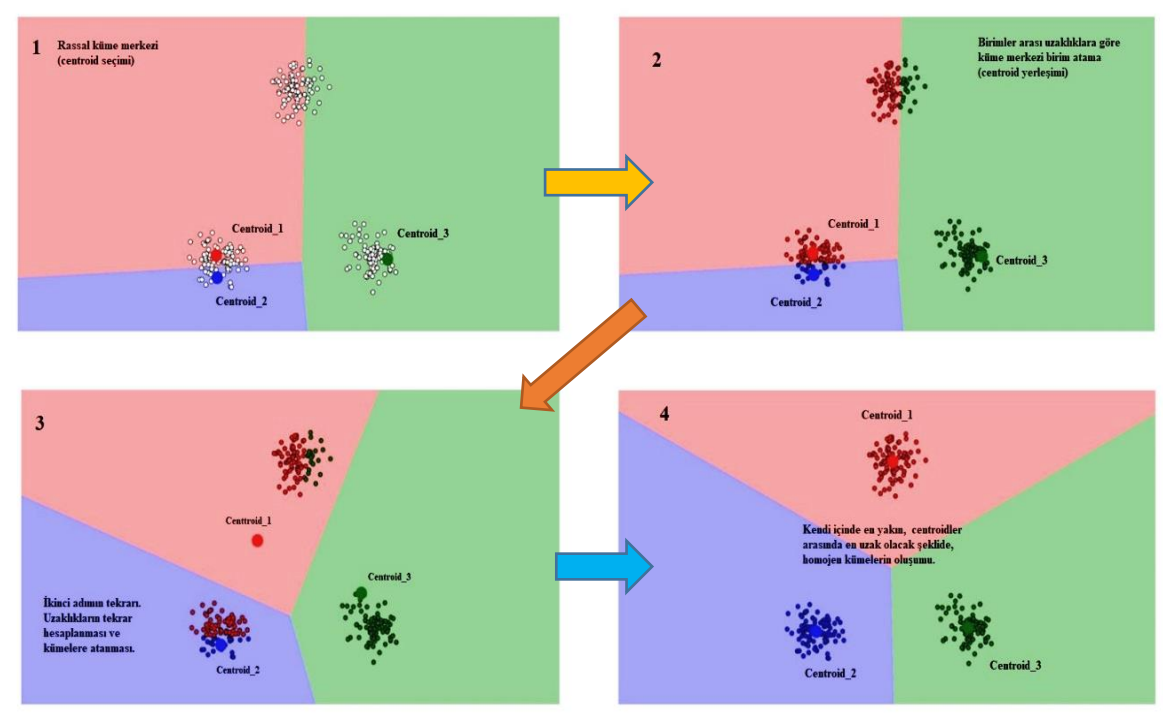 1
Rassal küme merkezi
(centroid seçimi)
Centroid_1
Centroid_3
Centroid_2
2
Birimler arası uzaklıklara göre
küme merkezi birim atama
(centroid yerleşimi)
Centroid_1
Centroid_3
Centroid_2
3
Centtroid_1
Centroid_3
İkinci adımın tekrarı.
Uzaklıkların tekrar
hesaplanması ve
kümelere atanması.
Centroid_2
4
Centroid_1
Kendi içinde en yakın, centroidler
arasında en uzak olacak şeklide,
homojen kümelerin oluşumu.
Centroid_3
Centroid_2